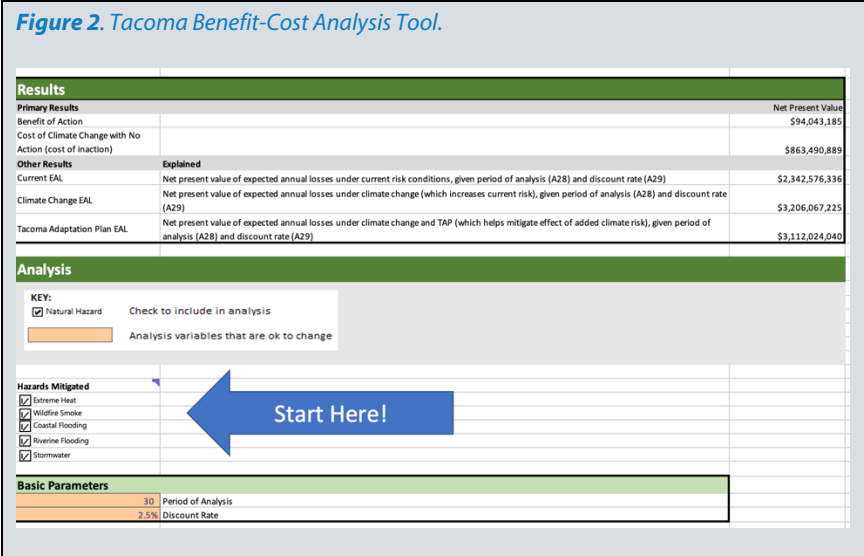 Figure 2. Tacoma Benefit-Cost Analysis Tool.
Results
Primary Results Net Present Value
Benefit of Action $94,043,185
Cost of Climate Change with No
Action (cost of inaction) $863,490,889
Other Results Explained
Current EAL Net present value of expected annual losses under current risk conditions, given period of analysis (A28) and discount rate (A29) $2,342,576,336
Net present value of expected annual losses under climate change (which increases current risk), given period of analysis (A28) and discount rate
Climate Change EAL
(A29) $3,206,067,225
Net present value of expected annual losses under climate change and TAP (which helps mitigate effect of added climate risk), given period of
Tacoma Adaptation Plan EAL
analysis (A28) and discount rate (A29) $3,112,024,040
Analysis
KEY:
Natural Hazard Check to include in analysis
Analysis variables that are ok to change
Hazards Mitigated
Extreme Heat
Wildfire Smoke
Coastal Flooding
Riverine Flooding
Stormwater
Start Here!
Basic Parameters
30 Period of Analysis
2.5% Discount Rate